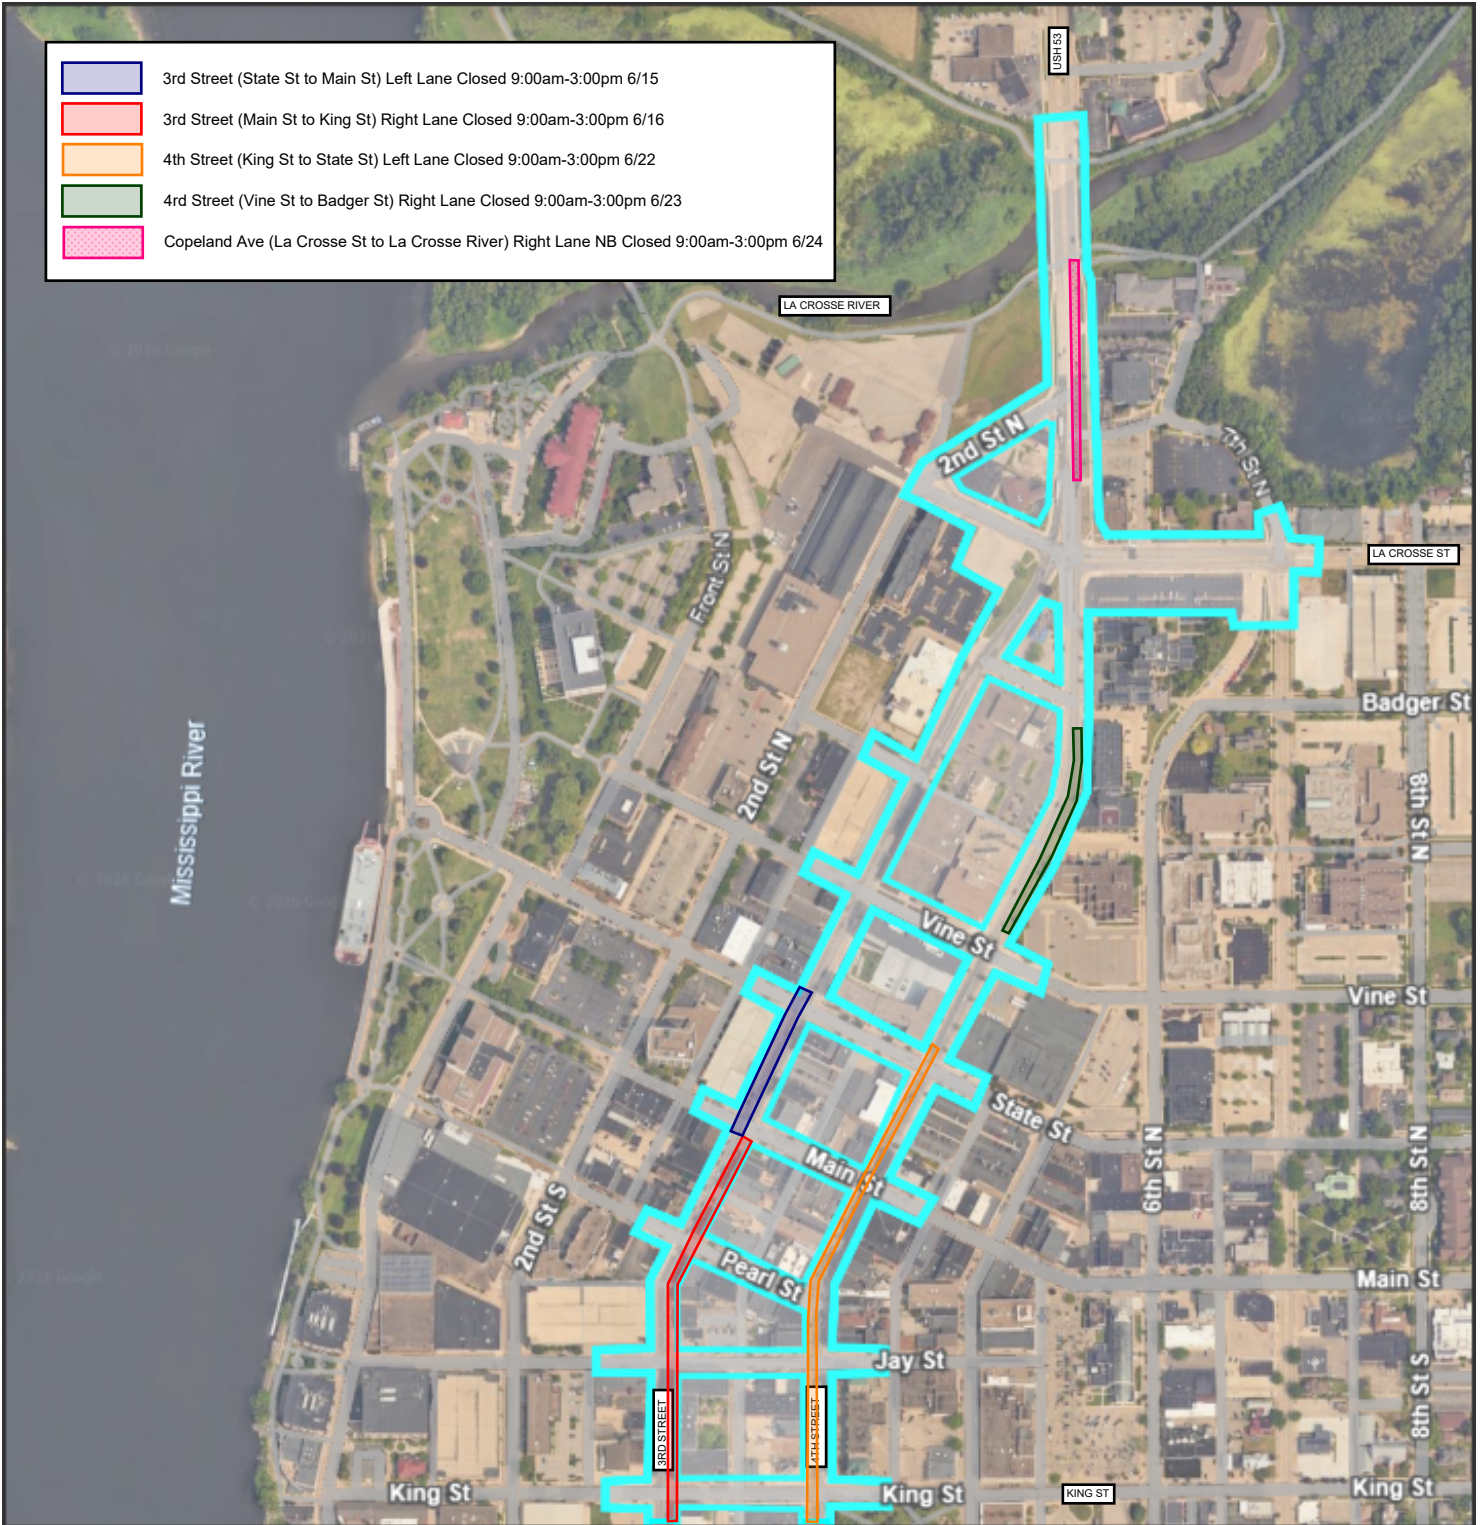 3rd Street (State St to Main St) Left Lane Closed 9:00am-3:00pm 6/15
3rd Street (Main St to King St) Right Lane Closed 9:00am-3:00pm 6/16
4th Street (King St to State St) Left Lane Closed 9:00am-3:00pm 6/22
4rd Street (Vine St to Badger St) Right Lane Closed 9:00am-3:00pm 6/23
Copeland Ave (La Crosse St to La Crosse River) Right Lane NB Closed 9:00am-3:00pm 6/24
USH 53
LA CROSSE RIVER
© 2026 Google
2nd St N
7th St N
LA CROSSE ST
Front St N
Badger St
2nd St N
8th St N
Mississippi River
Vine St
Vine St
State St
Main St
6th St N
8th St N
2nd St S
Pearl St
Main St
Jay St
8th St S
3RD STREET
4TH STREET
King St
King St
KING ST
King St